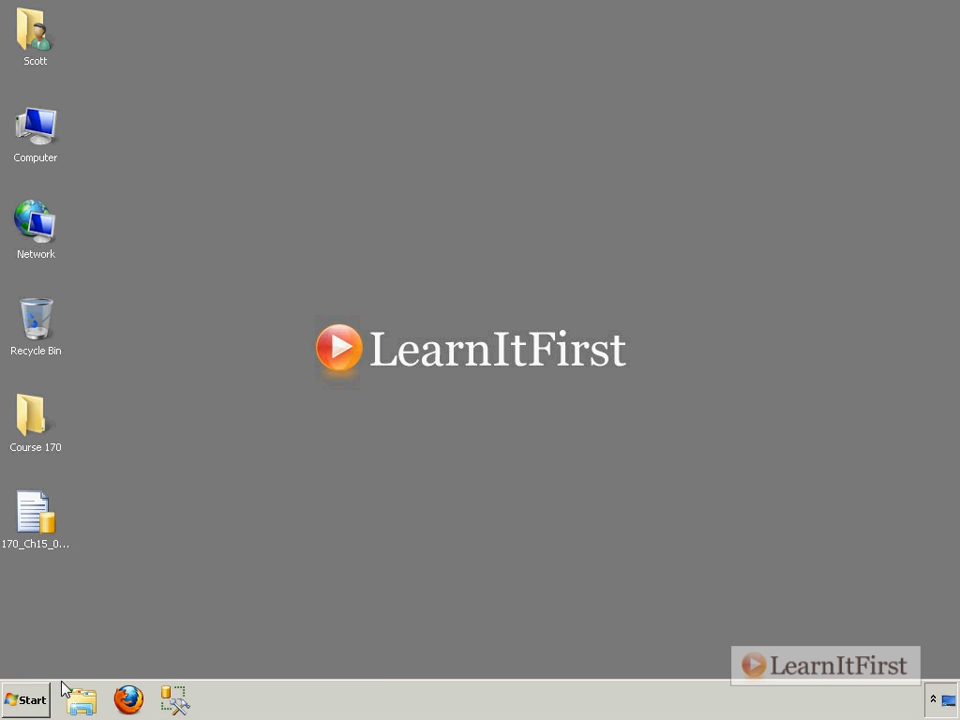 Scott
Computer
Network
Recycle Bin
Course 170
170_Ch15_0...
LearnItFirst
LearnItFirst
Start